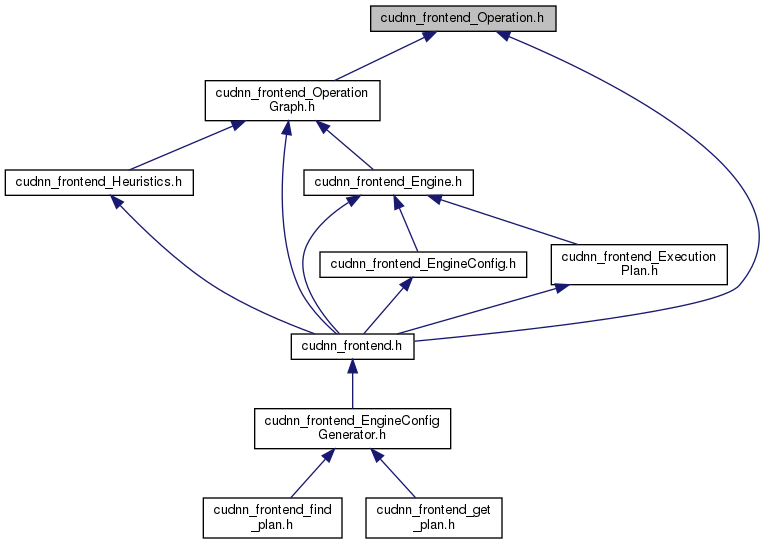 cudnn_frontend_Operation.h
cudnn_frontend_Operation
Graph.h
cudnn_frontend_Heuristics.h
cudnn_frontend_Engine.h
cudnn_frontend_EngineConfig.h
cudnn_frontend_Execution
Plan.h
cudnn_frontend.h
cudnn_frontend_EngineConfig
Generator.h
cudnn_frontend_find
_plan.h
cudnn_frontend_get
_plan.h